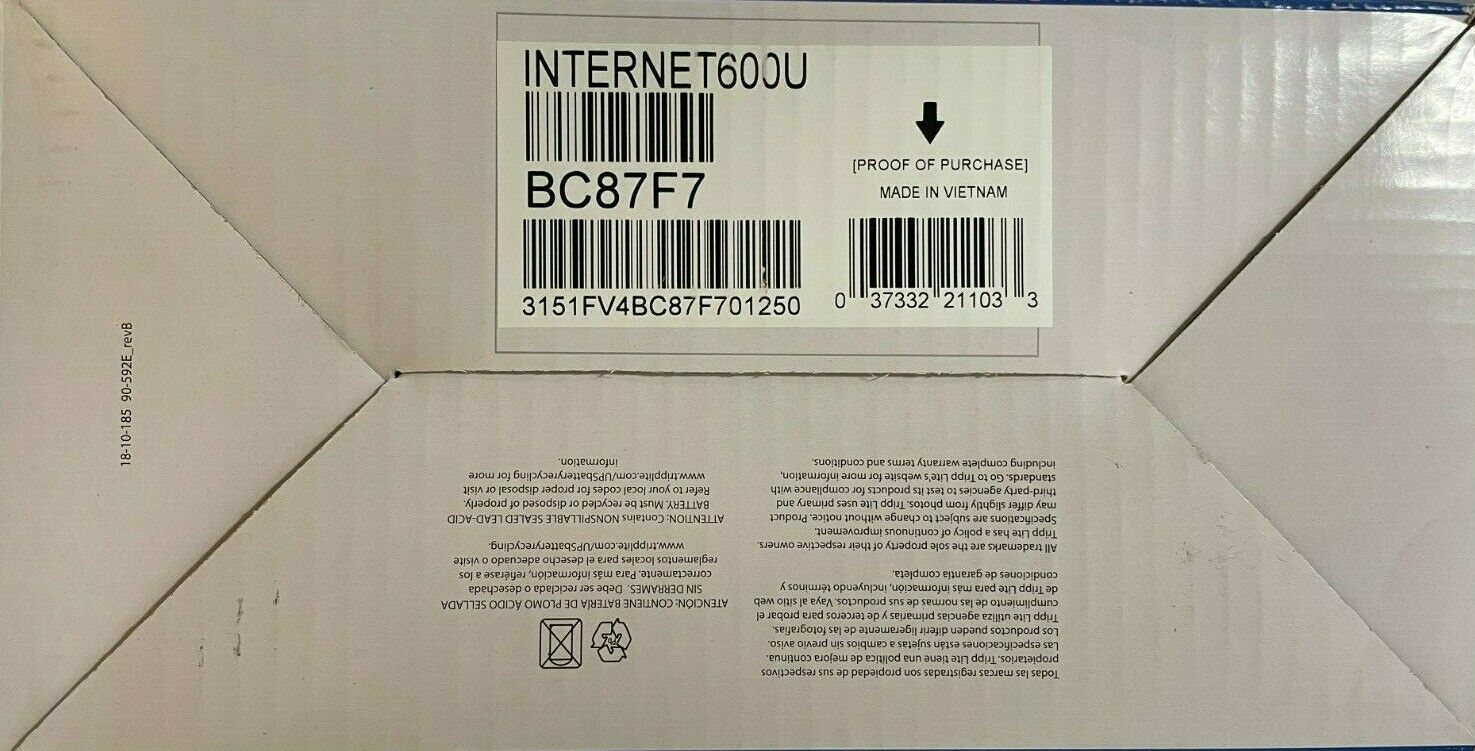 INTERNET600U
BC87F7
3151FV4BC87F701250
[PROOF OF PURCHASE]
MADE IN VIETNAM
0 37332 21103 3
18-10-185 90-592E_revB
Todas las marcas registradas son propiedad de sus respectivos
propietarios. Tripp Lite tiene una política de mejora continua.
Las especificaciones están sujetas a cambios sin previo aviso.
Los productos pueden diferir ligeramente de las fotografías.
Tripp Lite utiliza agencias primarias y de terceros para probar el
cumplimiento de las normas de sus productos. Vaya al sitio web
de Tripp Lite para más información, incluyendo términos y
condiciones de garantía completa.
All trademarks are the sole property of their respective owners.
Tripp Lite has a policy of continuous improvement.
Specifications are subject to change without notice. Product
may differ slightly from photos. Tripp Lite uses primary and
third-party agencies to test its products for compliance with
standards. Go to Tripp Lite's website for more information,
including complete warranty terms and conditions.
Pb
ATENCIÓN: CONTIENE BATERÍA DE PLOMO ÁCIDO SELLADA
SIN DERRAMES. Debe ser reciclada o desechada
correctamente. Para más información, refiérase a los
reglamentos locales para el desecho adecuado o visite
www.tripplite.com/UPSbatteryrecycling.
ATTENTION: Contains NONSPILLABLE SEALED LEAD-ACID
BATTERY. Must be recycled or disposed of properly.
Refer to your local codes for proper disposal or visit
www.tripplite.com/UPSbatteryrecycling for more
information.